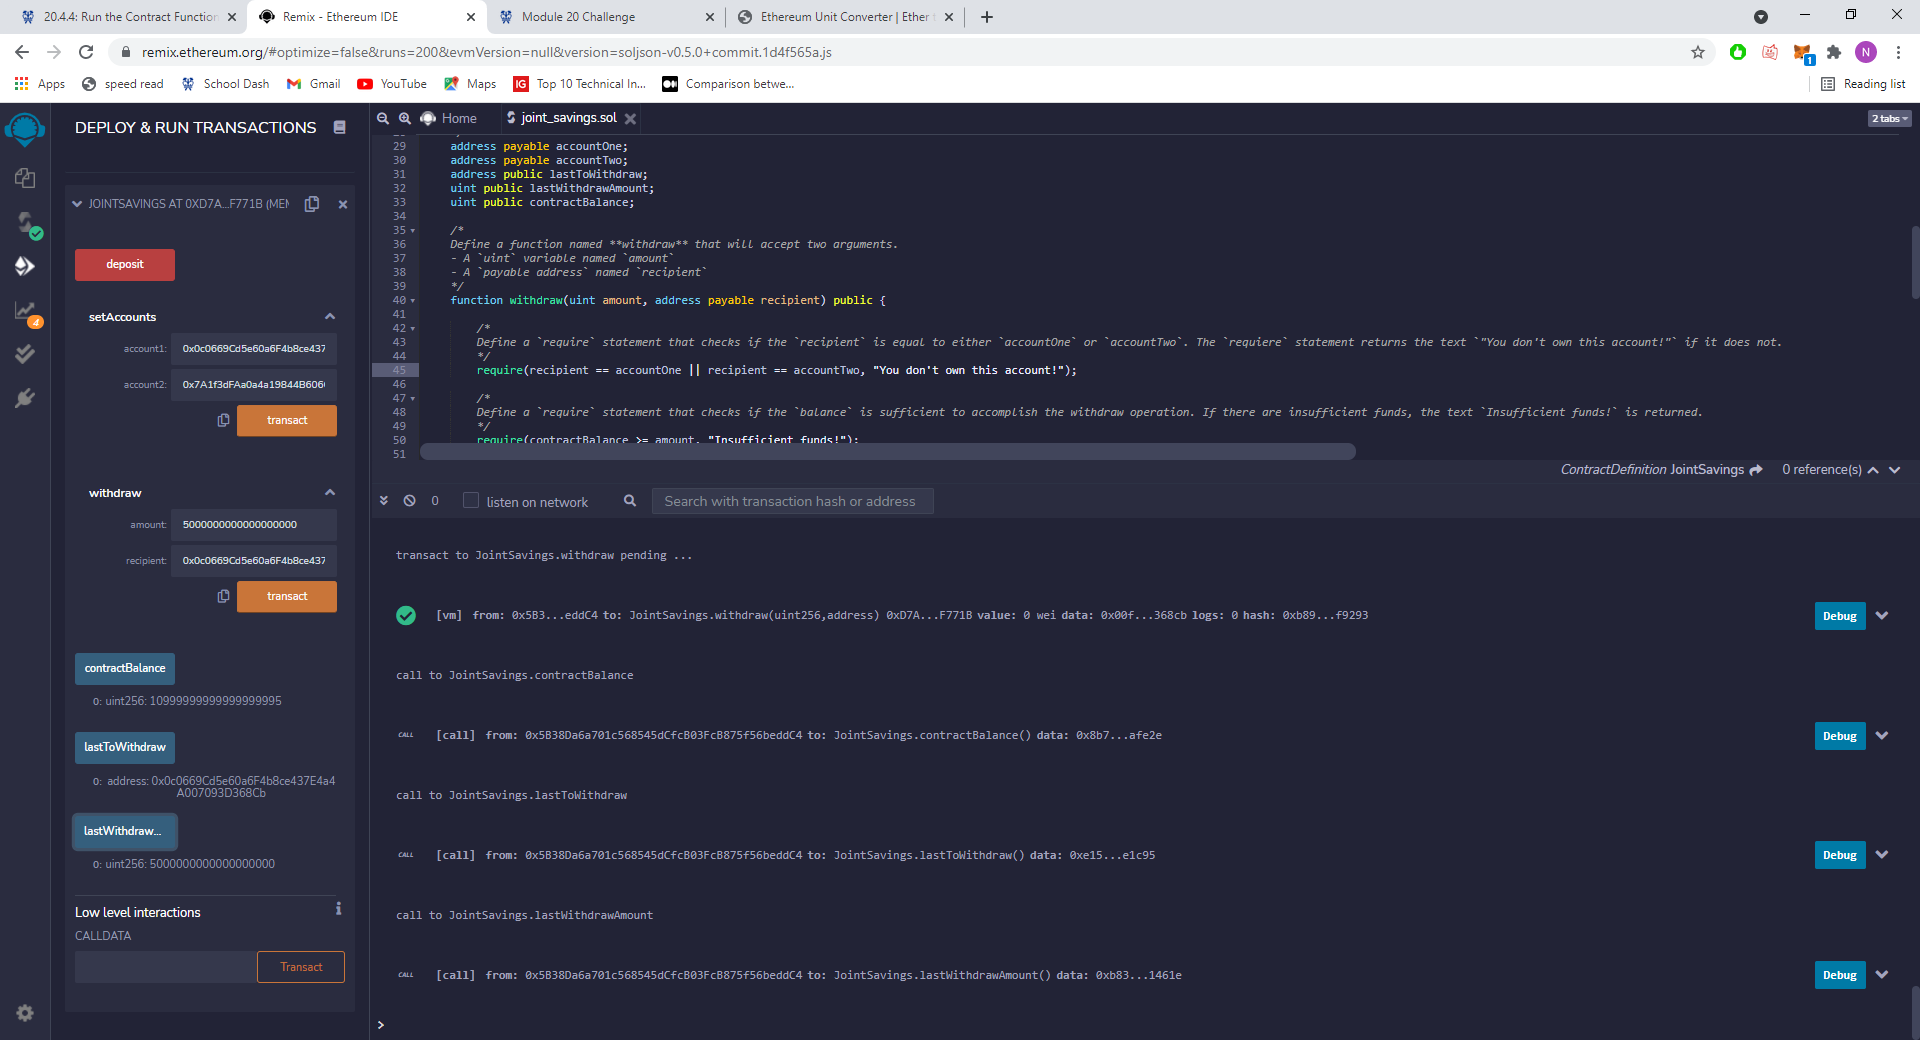 20.4.4: Run the Contract Function
Remix - Ethereum IDE
Module 20 Challenge
Ethereum Unit Converter | Ether t
remix.ethereum.org/#optimize=false&runs=200&evmVersion=null&version=soljson-v0.5.0+commit.1d4f565a.js
1
N
Apps
speed read
School Dash
Gmail
YouTube
Maps
IG
Top 10 Technical In...
Comparison betwe...
Reading list
DEPLOY & RUN TRANSACTIONS
4
JOINTSAVINGS AT 0XD7A...F771B (MEM
deposit
setAccounts
account1: 0x0c0669Cd5e60a6F4b8ce437
account2: 0x7A1f3dFAa0a4a19844B606
transact
withdraw
amount: 5000000000000000000
recipient: 0x0c0669Cd5e60a6F4b8ce437
transact
contractBalance
0: uint256: 10999999999999999995
lastToWithdraw
0: address: 0x0c0669Cd5e60a6F4b8ce437E4a4
A007093D368Cb
lastWithdraw...
0: uint256: 5000000000000000000
Low level interactions
CALLDATA
Transact
Home
joint_savings.sol
2 tabs
29 address payable accountOne;
30 address payable accountTwo;
31 address public lastToWithdraw;
32 uint public lastWithdrawAmount;
33 uint public contractBalance;
34
35 /*
36 Define a function named **withdraw** that will accept two arguments.
37 - A `uint` variable named `amount`
38 - A `payable address` named `recipient`
39 */
40 function withdraw(uint amount, address payable recipient) public {
41
42 /*
43 Define a `require` statement that checks if the `recipient` is equal to either `accountOne` or `accountTwo`. The `requiere` statement returns the text `"You don't own this account!"` if it does not.
44 */
45 require(recipient == accountOne || recipient == accountTwo, "You don't own this account!");
46
47 /*
48 Define a `require` statement that checks if the `balance` is sufficient to accomplish the withdraw operation. If there are insufficient funds, the text `Insufficient funds!` is returned.
49 */
50 require(contractBalance >= amount, "Insufficient funds!");
51
ContractDefinition JointSavings
0 reference(s)
0
listen on network
Search with transaction hash or address
transact to JointSavings.withdraw pending ...
[vm] from: 0x5B3...eddC4 to: JointSavings.withdraw(uint256,address) 0xD7A...F771B value: 0 wei data: 0x00f...368cb logs: 0 hash: 0xb89...f9293
Debug
call to JointSavings.contractBalance
CALL [call] from: 0x5B38Da6a701c568545dCfcB03FcB875f56beddC4 to: JointSavings.contractBalance() data: 0x8b7...afe2e
Debug
call to JointSavings.lastToWithdraw
CALL [call] from: 0x5B38Da6a701c568545dCfcB03FcB875f56beddC4 to: JointSavings.lastToWithdraw() data: 0xe15...e1c95
Debug
call to JointSavings.lastWithdrawAmount
CALL [call] from: 0x5B38Da6a701c568545dCfcB03FcB875f56beddC4 to: JointSavings.lastWithdrawAmount() data: 0xb83...1461e
Debug
>